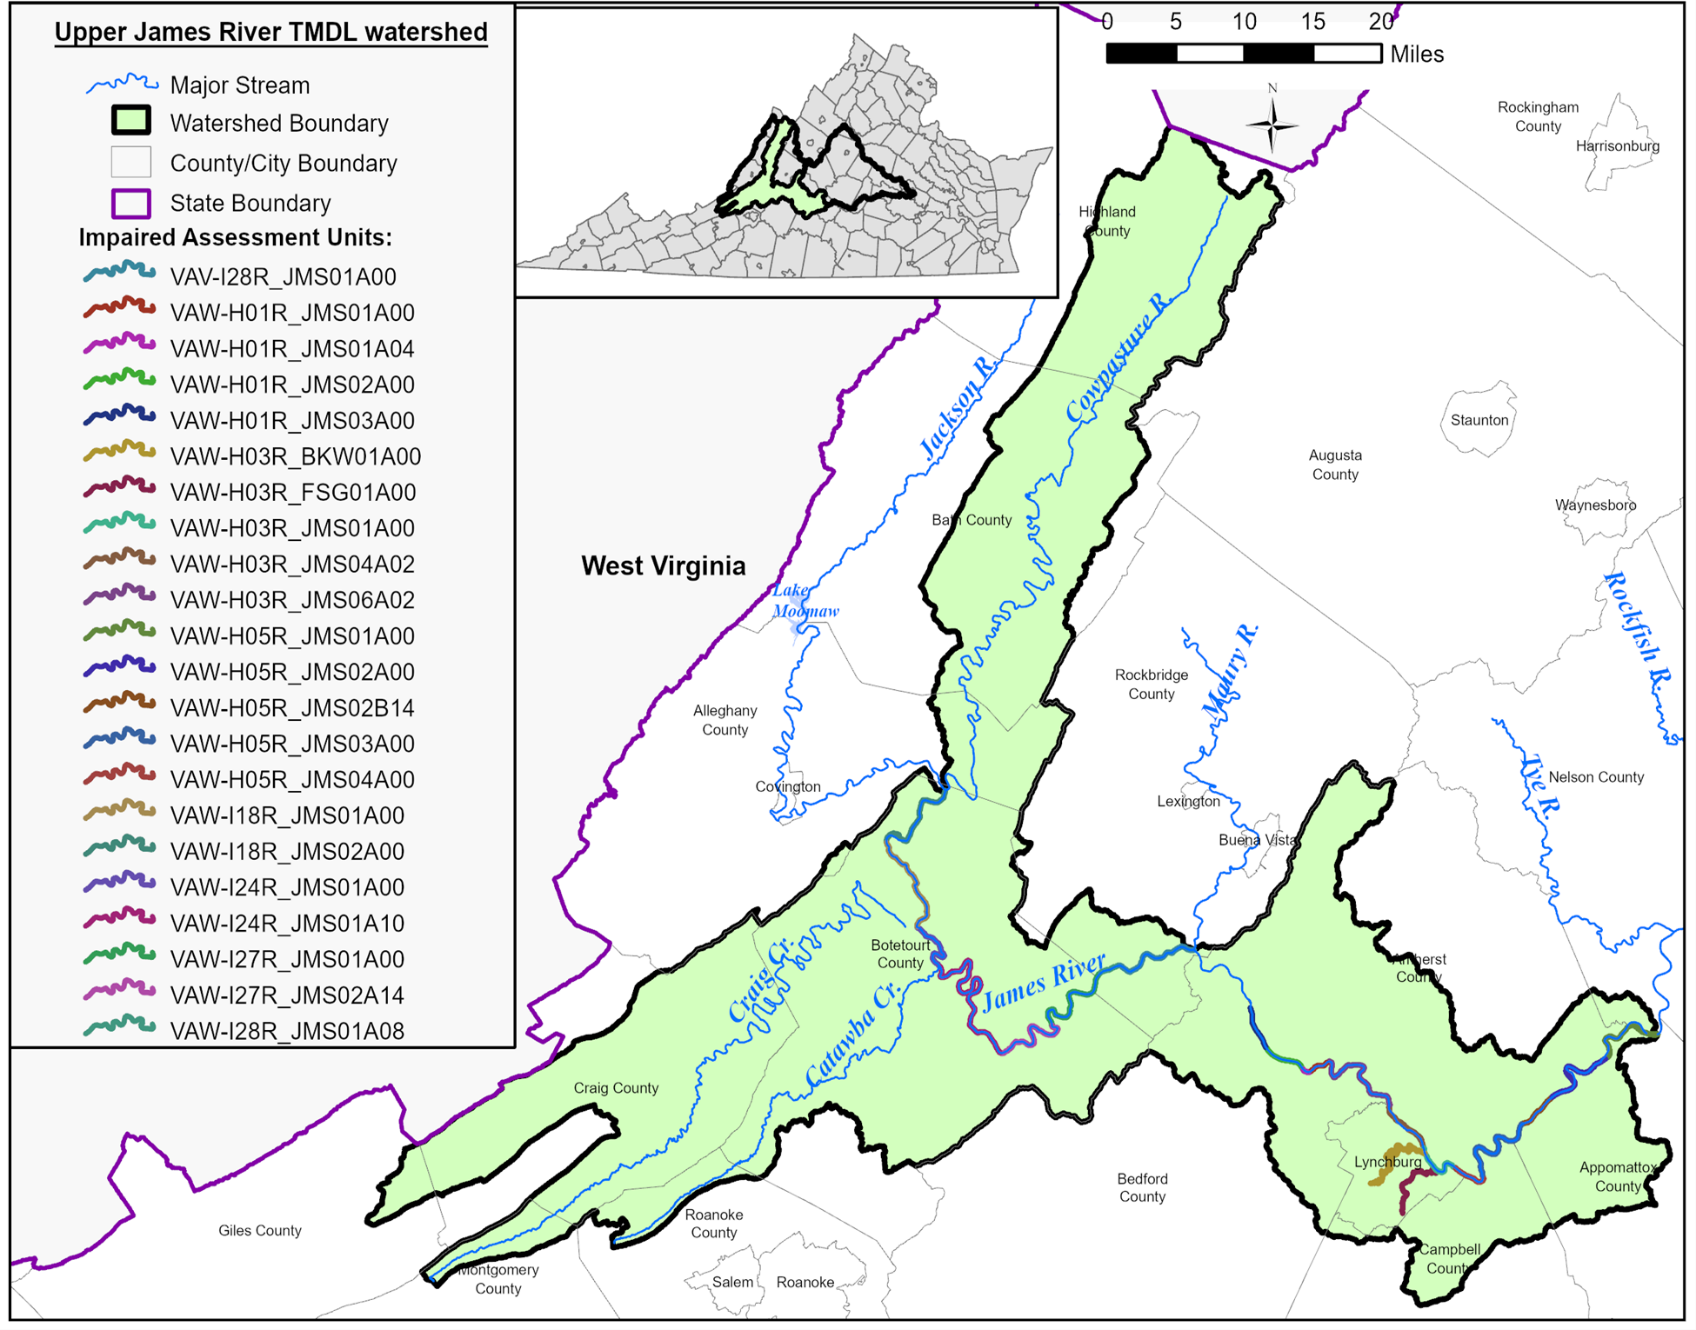 Upper James River TMDL watershed
Major Stream
Watershed Boundary
County/City Boundary
State Boundary
Impaired Assessment Units:
VAV-I28R_JMS01A00
VAW-H01R_JMS01A00
VAW-H01R_JMS01A04
VAW-H01R_JMS02A00
VAW-H01R_JMS03A00
VAW-H03R_BKW01A00
VAW-H03R_FSG01A00
VAW-H03R_JMS01A00
VAW-H03R_JMS04A02
VAW-H03R_JMS06A02
VAW-H05R_JMS01A00
VAW-H05R_JMS02A00
VAW-H05R_JMS02B14
VAW-H05R_JMS03A00
VAW-H05R_JMS04A00
VAW-I18R_JMS01A00
VAW-I18R_JMS02A00
VAW-I24R_JMS01A00
VAW-I24R_JMS01A10
VAW-I27R_JMS01A00
VAW-I27R_JMS02A14
VAW-I28R_JMS01A08
0 5 10 15 20
Miles
N
Rockingham
County
Harrisonburg
Highland
County
Cowpasture R.
Jackson R.
Staunton
Augusta
County
Waynesboro
Bath County
West Virginia
Lake
Moomaw
Rockfish R.
Maury R.
Rockbridge
County
Alleghany
County
Covington
Lexington
Buena Vista
Tye R.
Nelson County
Botetourt
County
Craig Cr.
Catawba Cr.
James River
Amherst
County
Craig County
Lynchburg
Appomattox
County
Bedford
County
Giles County
Roanoke
County
Montgomery
County
Salem
Roanoke
Campbell
County